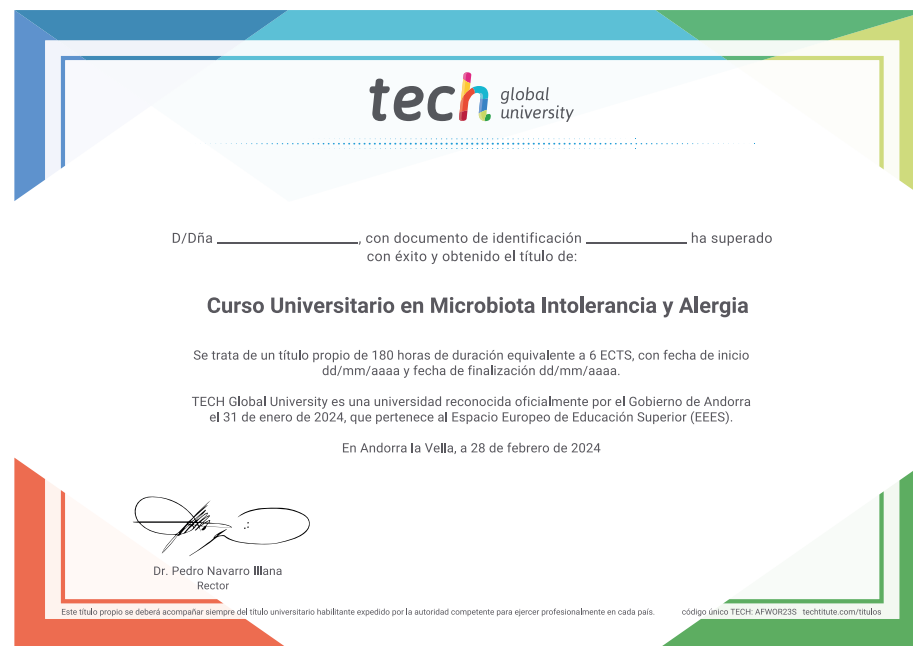 tech global university
D/Dña ____________________, con documento de identificación ______________ ha superado
con éxito y obtenido el título de:
Curso Universitario en Microbiota Intolerancia y Alergia
Se trata de un título propio de 180 horas de duración equivalente a 6 ECTS, con fecha de inicio
dd/mm/aaaa y fecha de finalización dd/mm/aaaa.
TECH Global University es una universidad reconocida oficialmente por el Gobierno de Andorra
el 31 de enero de 2024, que pertenece al Espacio Europeo de Educación Superior (EEES).
En Andorra la Vella, a 28 de febrero de 2024
Dr. Pedro Navarro Illana
Rector
Este título propio se deberá acompañar siempre del título universitario habilitante expedido por la autoridad competente para ejercer profesionalmente en cada país. código único TECH: AFWOR23S techtitute.com/titulos